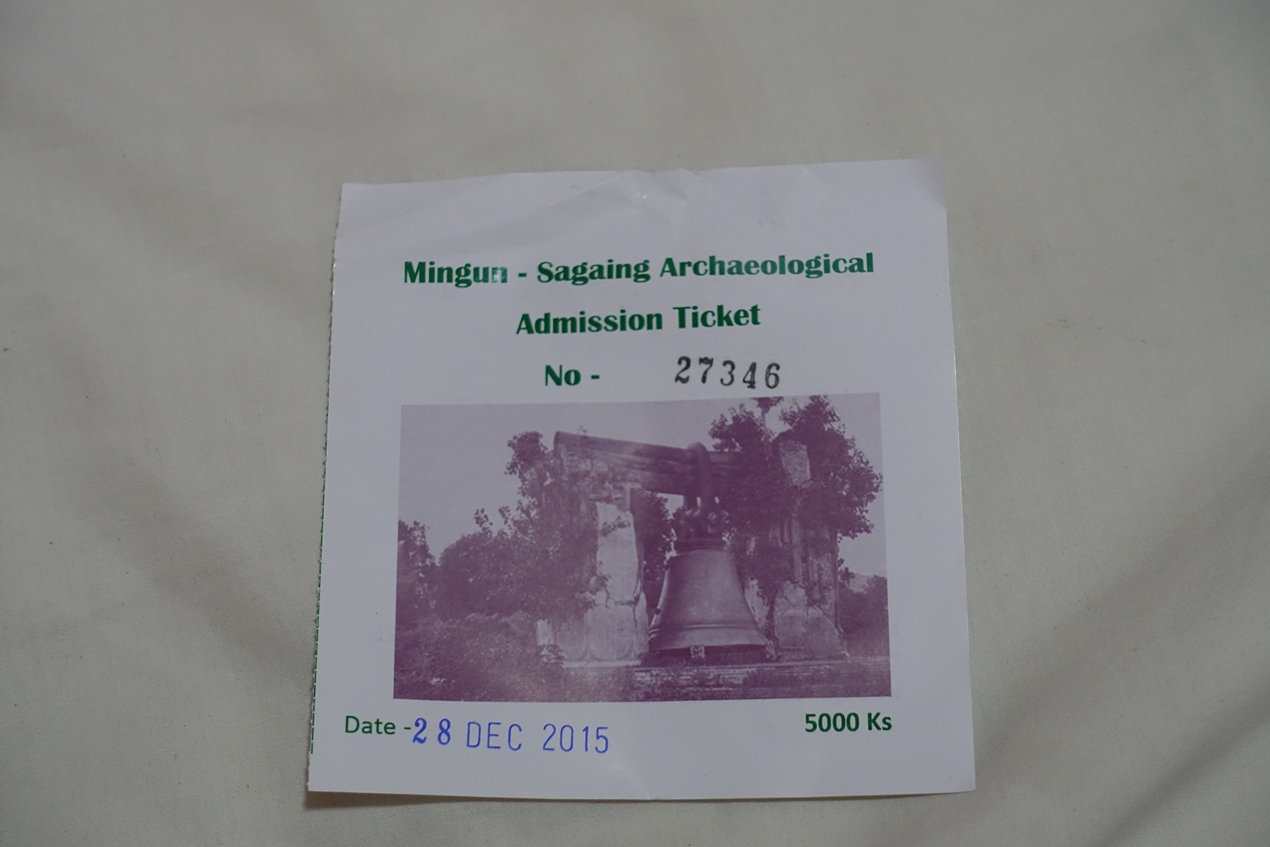 Mingun - Sagaing Archaeological
Admission Ticket
No - 27346
Date -28 DEC 2015
5000 Ks